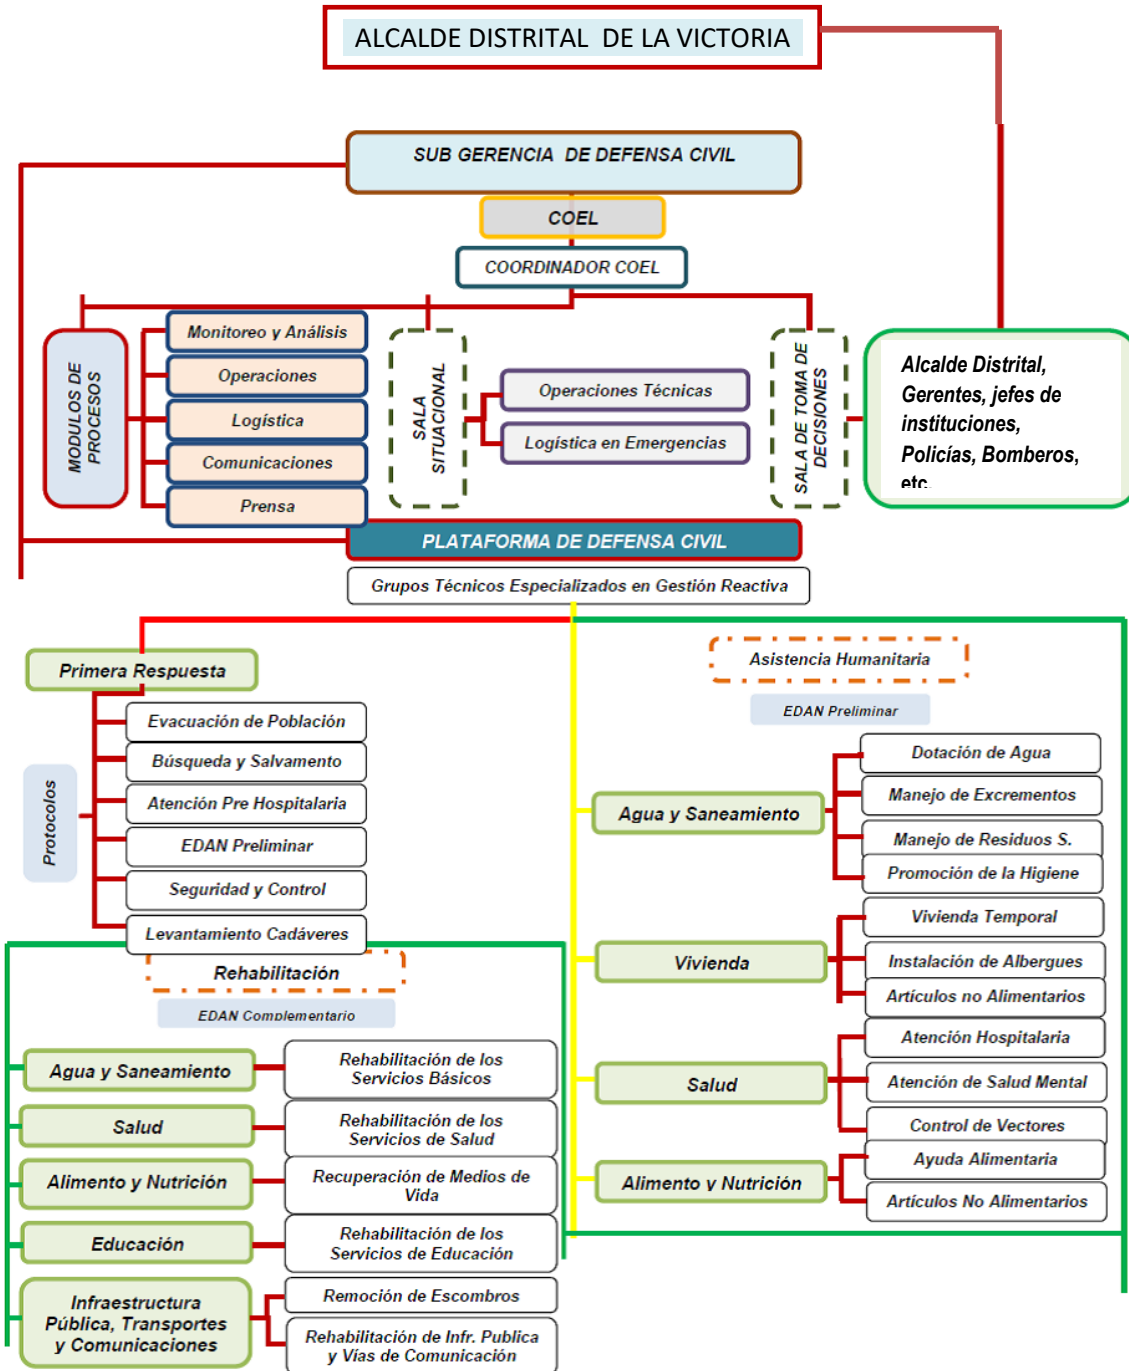 ALCALDE DISTRITAL DE LA VICTORIA
SUB GERENCIA DE DEFENSA CIVIL
COEL
COORDINADOR COEL
MODULOS DE
PROCESOS
Monitoreo y Análisis
Operaciones
Logística
Comunicaciones
Prensa
SALA
SITUACIONAL
Operaciones Técnicas
Logística en Emergencias
SALA DE TOMA DE
DECISIONES
Alcalde Distrital,
Gerentes, jefes de
instituciones,
Policías, Bomberos,
etc.
PLATAFORMA DE DEFENSA CIVIL
Grupos Técnicos Especializados en Gestión Reactiva
Primera Respuesta
Protocolos
Evacuación de Población
Búsqueda y Salvamento
Atención Pre Hospitalaria
EDAN Preliminar
Seguridad y Control
Levantamiento Cadáveres
Asistencia Humanitaria
EDAN Preliminar
Agua y Saneamiento
Dotación de Agua
Manejo de Excrementos
Manejo de Residuos S.
Promoción de la Higiene
Vivienda
Vivienda Temporal
Instalación de Albergues
Artículos no Alimentarios
Salud
Atención Hospitalaria
Atención de Salud Mental
Control de Vectores
Alimento y Nutrición
Ayuda Alimentaria
Artículos No Alimentarios
Rehabilitación
EDAN Complementario
Agua y Saneamiento
Rehabilitación de los
Servicios Básicos
Salud
Rehabilitación de los
Servicios de Salud
Alimento y Nutrición
Recuperación de Medios de
Vida
Educación
Rehabilitación de los
Servicios de Educación
Infraestructura
Pública, Transportes
y Comunicaciones
Remoción de Escombros
Rehabilitación de Infr. Publica
y Vías de Comunicación